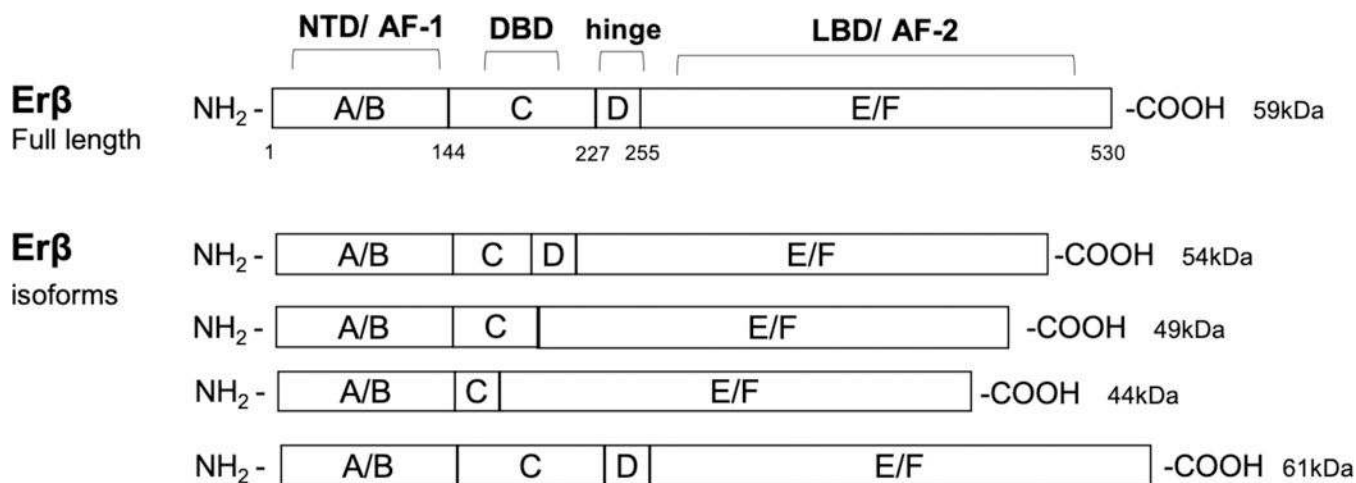 NTD/ AF-1 DBD hinge LBD/ AF-2
Erβ NH₂ - A/B C D E/F -COOH 59kDa
Full length
1 144 227 255 530
Erβ NH₂ - A/B C D E/F -COOH 54kDa
isoforms
NH₂ - A/B C E/F -COOH 49kDa
NH₂ - A/B C E/F -COOH 44kDa
NH₂ - A/B C D E/F -COOH 61kDa